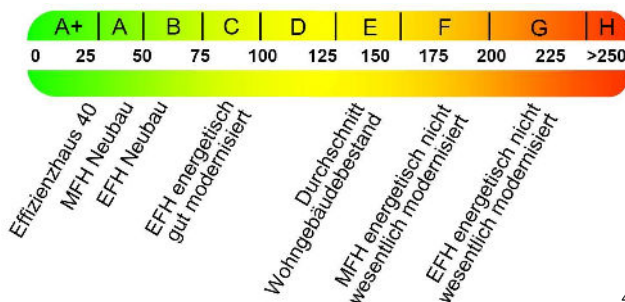 A+ A B C D E F G H
0 25 50 75 100 125 150 175 200 225 >250
Effizienzhaus 40
MFH Neubau
EFH Neubau
EFH energetisch
gut modernisiert
Durchschnitt
Wohngebäudebestand
MFH energetisch nicht
wesentlich modernisiert
EFH energetisch nicht
wesentlich modernisiert